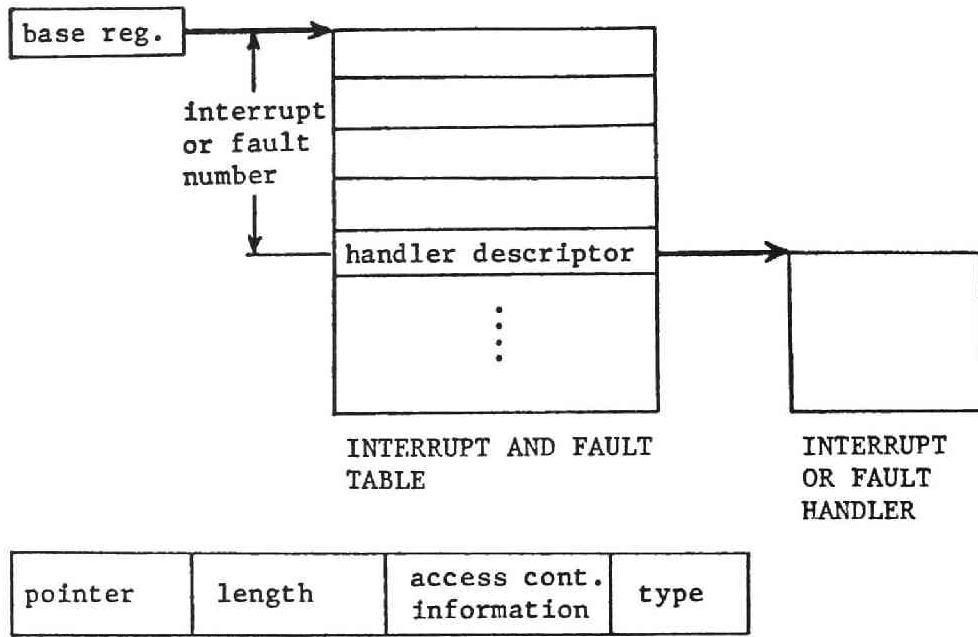 base reg.
interrupt
or fault
number
handler descriptor
INTERRUPT AND FAULT
TABLE
INTERRUPT
OR FAULT
HANDLER
pointer
length
access cont.
information
type